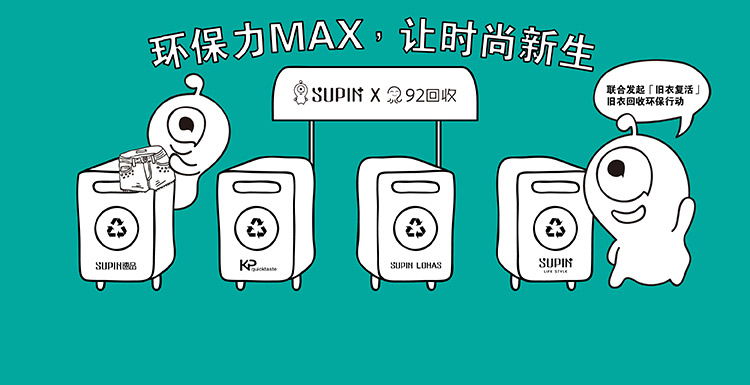 环保力MAX，让时尚新生
SUPIN X 92回收
联合发起「旧衣复活」
旧衣回收环保行动
SUPIN速品
KP quicktaste
SUPIN LOHAS
SUPIN
LIFE STYLE